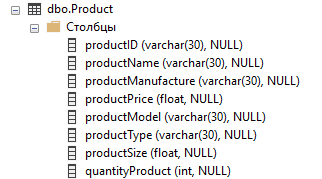 dbo.Product
Столбцы
productID (varchar(30), NULL)
productName (varchar(30), NULL)
productManufacture (varchar(30), NULL)
productPrice (float, NULL)
productModel (varchar(30), NULL)
productType (varchar(30), NULL)
productSize (float, NULL)
quantityProduct (int, NULL)